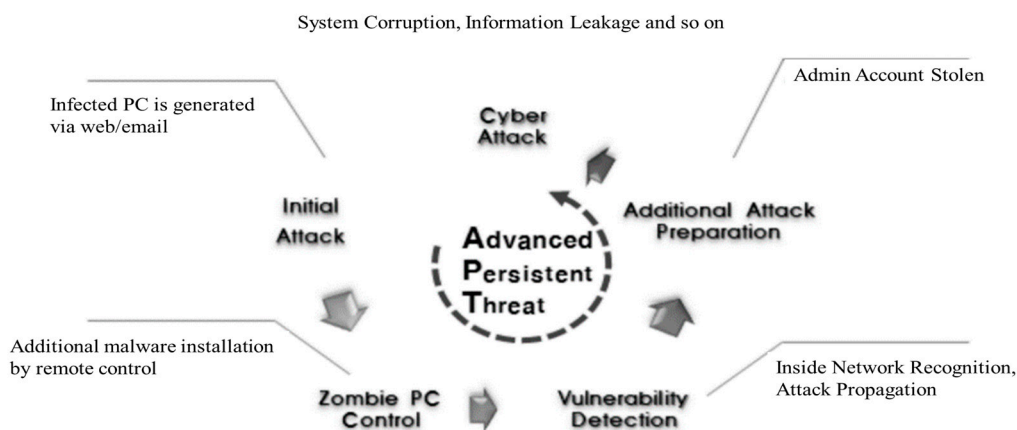 System Corruption, Information Leakage and so on
Infected PC is generated
via web/email
Admin Account Stolen
Cyber
Attack
Initial
Attack
Additional Attack
Preparation
Advanced
Persistent
Threat
Additional malware installation
by remote control
Inside Network Recognition,
Attack Propagation
Zombie PC
Control
Vulnerability
Detection